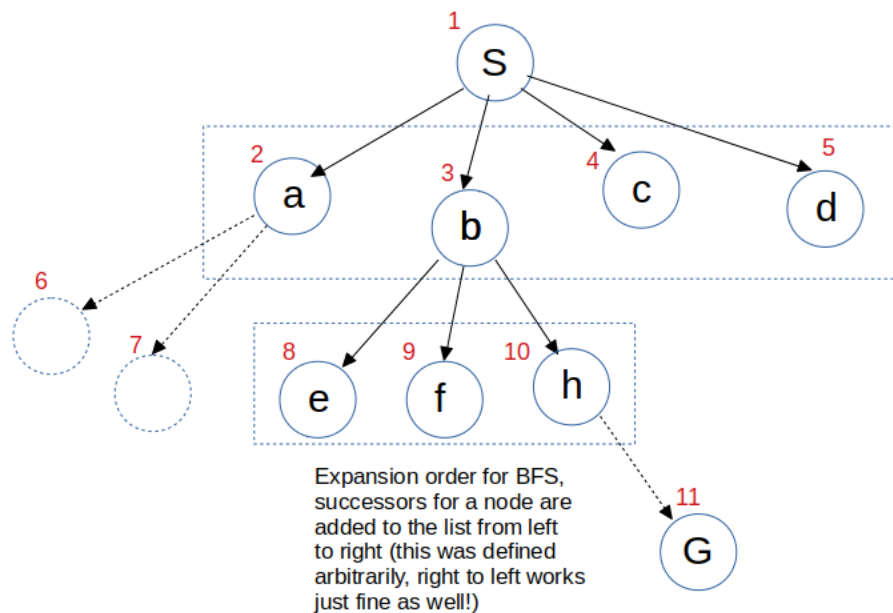 1
S
2
3
4
5
a
b
c
d
6
7
8
9
10
e
f
h
Expansion order for BFS,
successors for a node are
added to the list from left
to right (this was defined
arbitrarily, right to left works
just fine as well!)
11
G